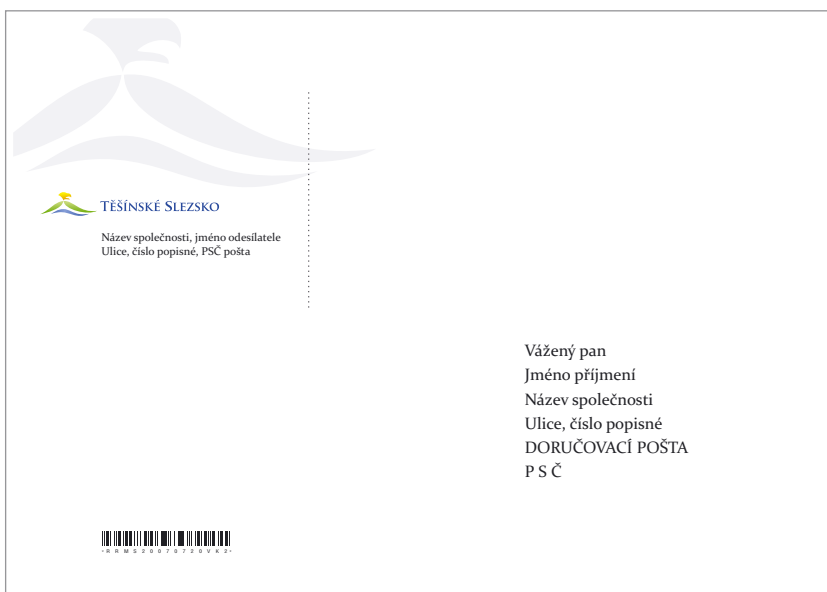 TĚŠÍNSKÉ SLEZSKO
Název společnosti, jméno odesílatele
Ulice, číslo popisné, PSČ pošta
Vážený pan
Jméno příjmení
Název společnosti
Ulice, číslo popisné
DORUČOVACÍ POŠTA
P S Č
*RRMS20070720VK2*